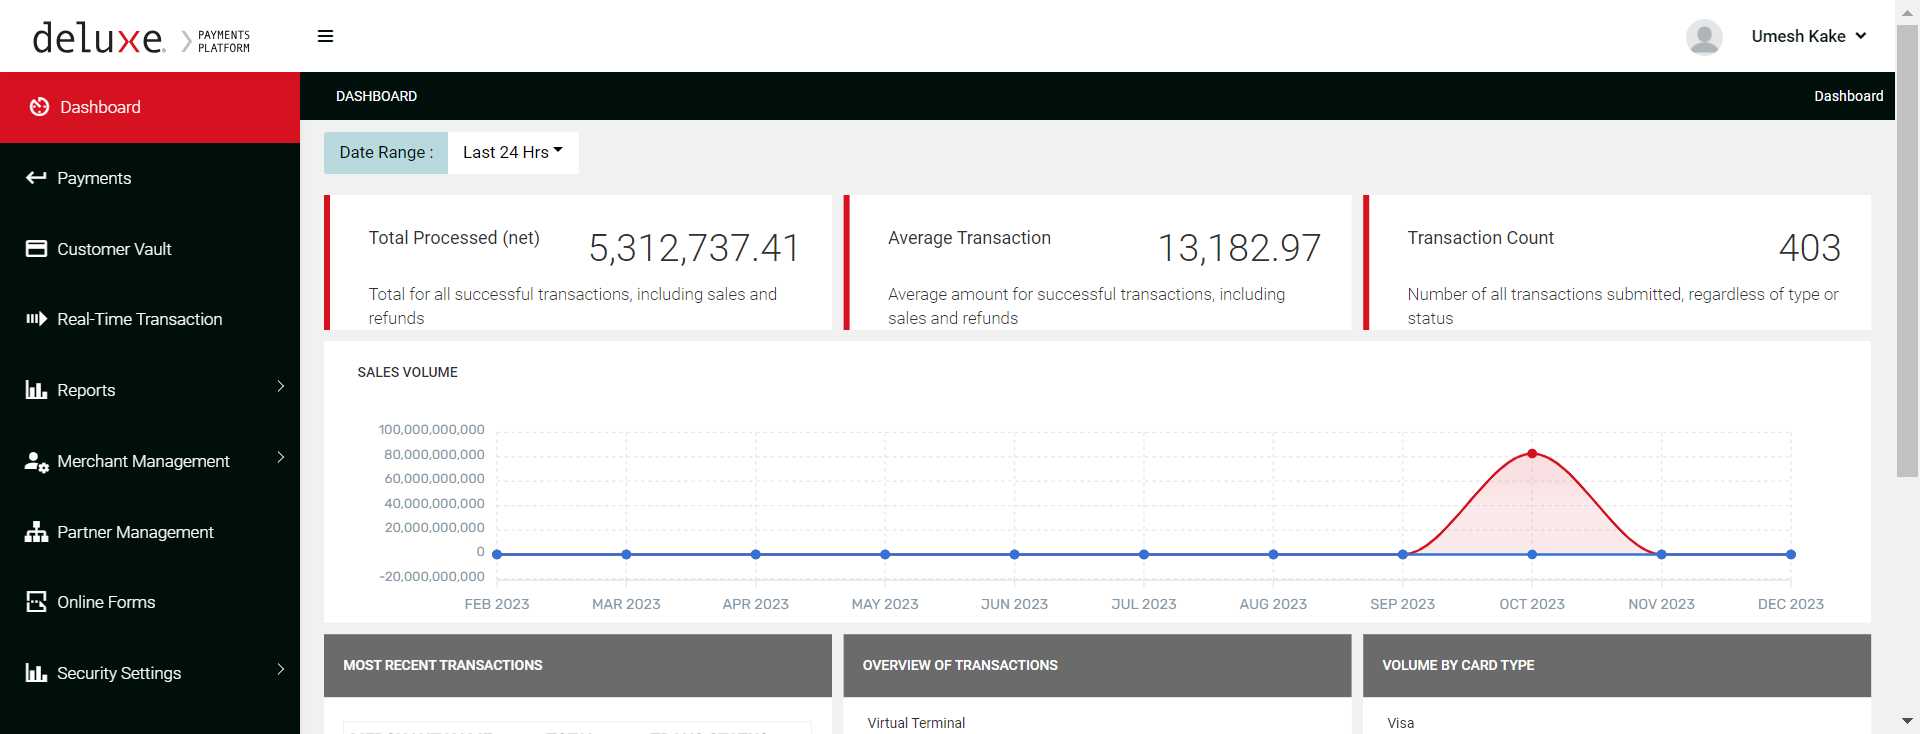 deluxe. PAYMENTS PLATFORM
Umesh Kake
Dashboard
Payments
Customer Vault
Real-Time Transaction
Reports
Merchant Management
Partner Management
Online Forms
Security Settings
DASHBOARD
Dashboard
Date Range : Last 24 Hrs
Total Processed (net) 5,312,737.41
Total for all successful transactions, including sales and
refunds
Average Transaction 13,182.97
Average amount for successful transactions, including
sales and refunds
Transaction Count 403
Number of all transactions submitted, regardless of type or
status
SALES VOLUME
100,000,000,000
80,000,000,000
60,000,000,000
40,000,000,000
20,000,000,000
0
-20,000,000,000
FEB 2023 MAR 2023 APR 2023 MAY 2023 JUN 2023 JUL 2023 AUG 2023 SEP 2023 OCT 2023 NOV 2023 DEC 2023
MOST RECENT TRANSACTIONS
OVERVIEW OF TRANSACTIONS
Virtual Terminal
VOLUME BY CARD TYPE
Visa